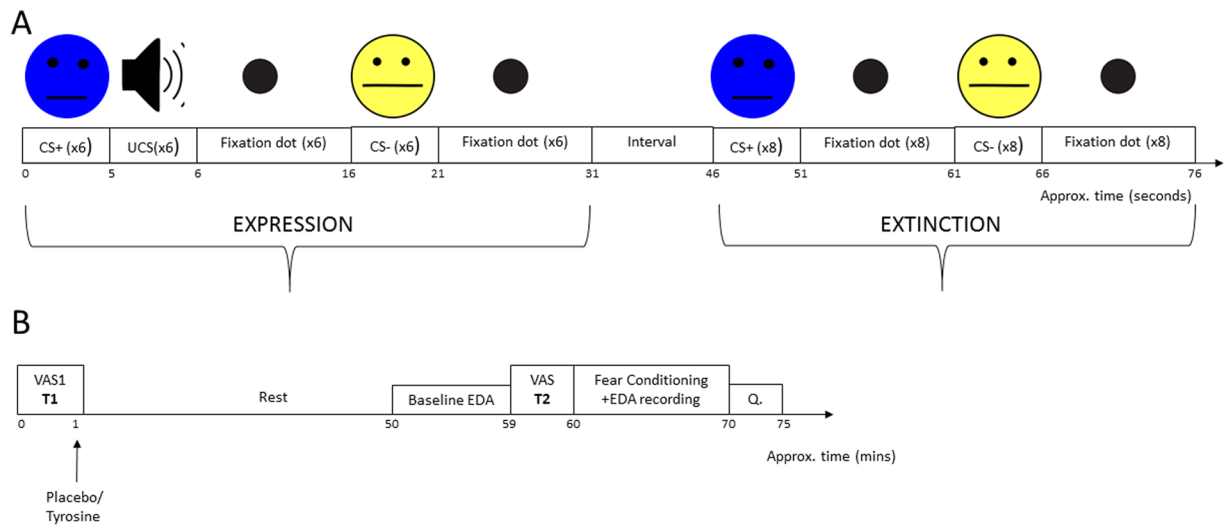 A
CS+ (x6)
UCS(x6)
Fixation dot (x6)
CS- (x6)
Fixation dot (x6)
Interval
CS+ (x8)
Fixation dot (x8)
CS- (x8)
Fixation dot (x8)
0 5 6 16 21 31 46 51 61 66 76
Approx. time (seconds)
EXPRESSION
EXTINCTION
B
VAS1
T1
Rest
Baseline EDA
VAS
T2
Fear Conditioning
+EDA recording
Q.
0 1 50 59 60 70 75
Approx. time (mins)
Placebo/
Tyrosine